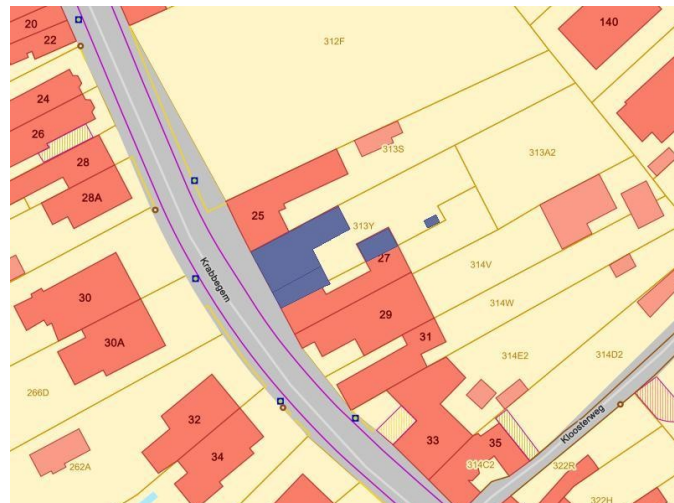 20
140
22
312F
24
26
313S
28
313A2
28A
25
313Y
27
314V
Krabbegem
30
314W
29
31
30A
314E2
314D2
266D
32
33
35
Kloosterweg
34
262A
314C2
322R
322H